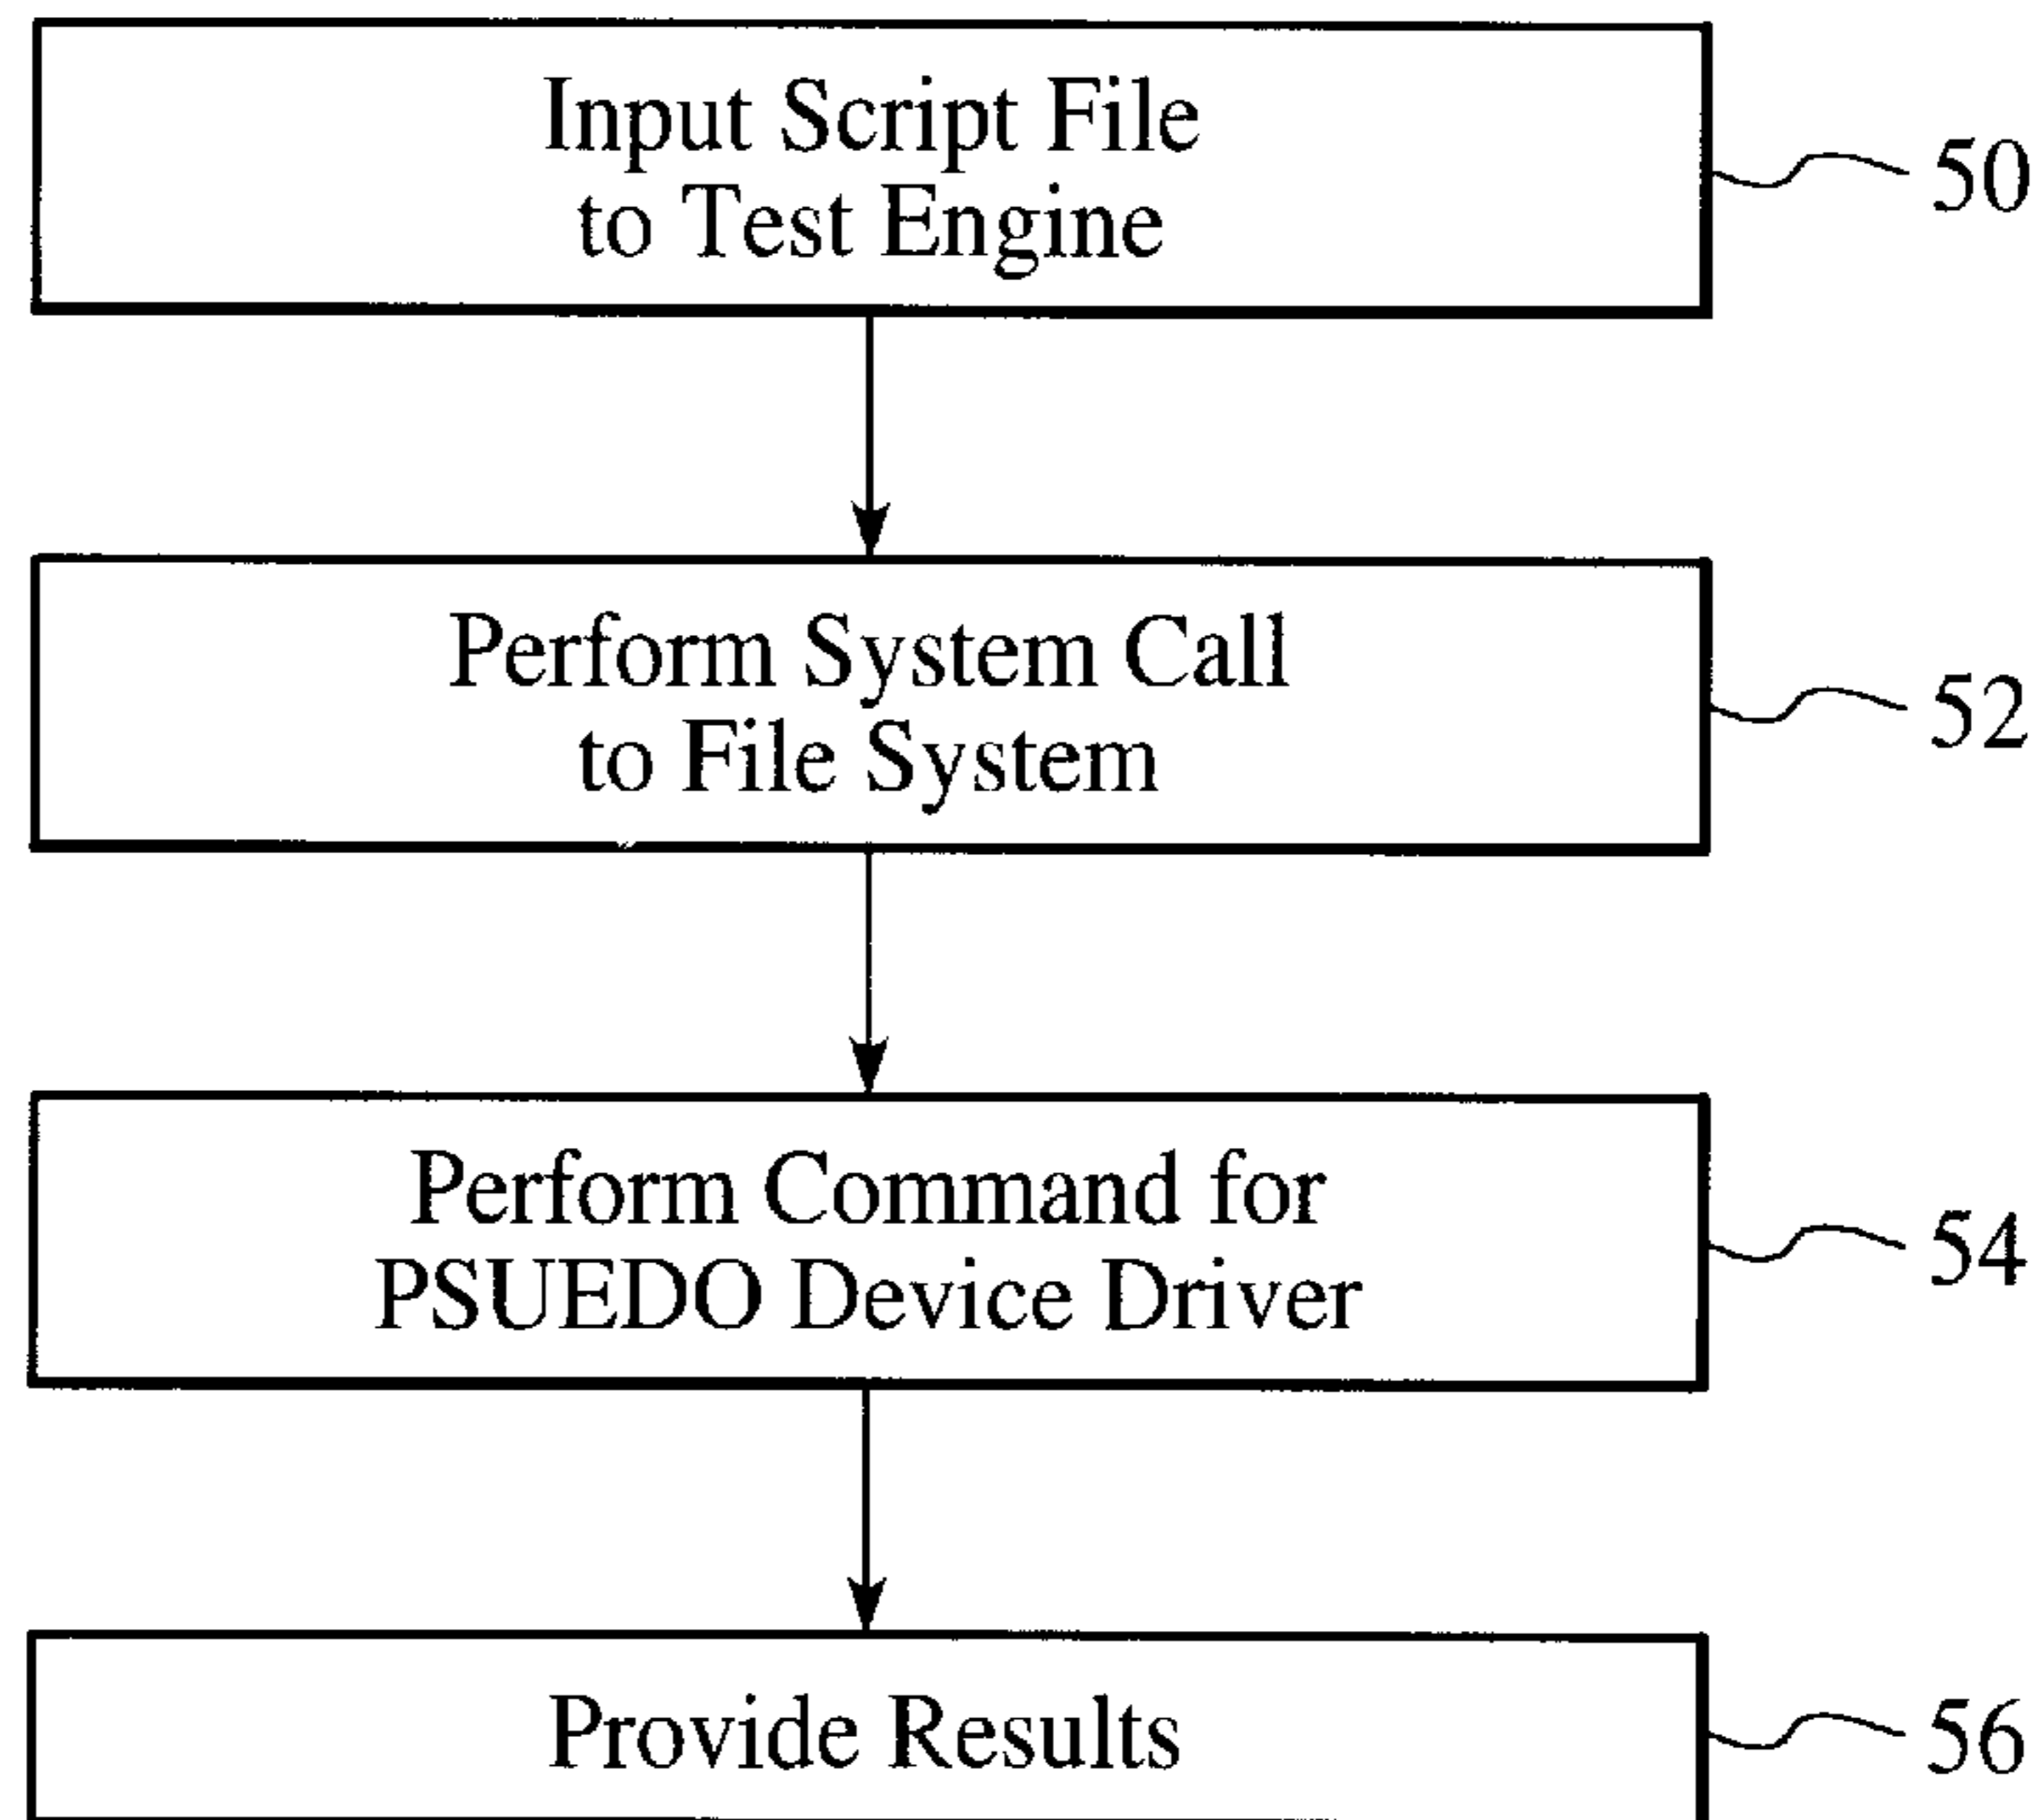 Input Script File
to Test Engine
50
Perform System Call
to File System
52
Perform Command for
PSUEDO Device Driver
54
Provide Results
56